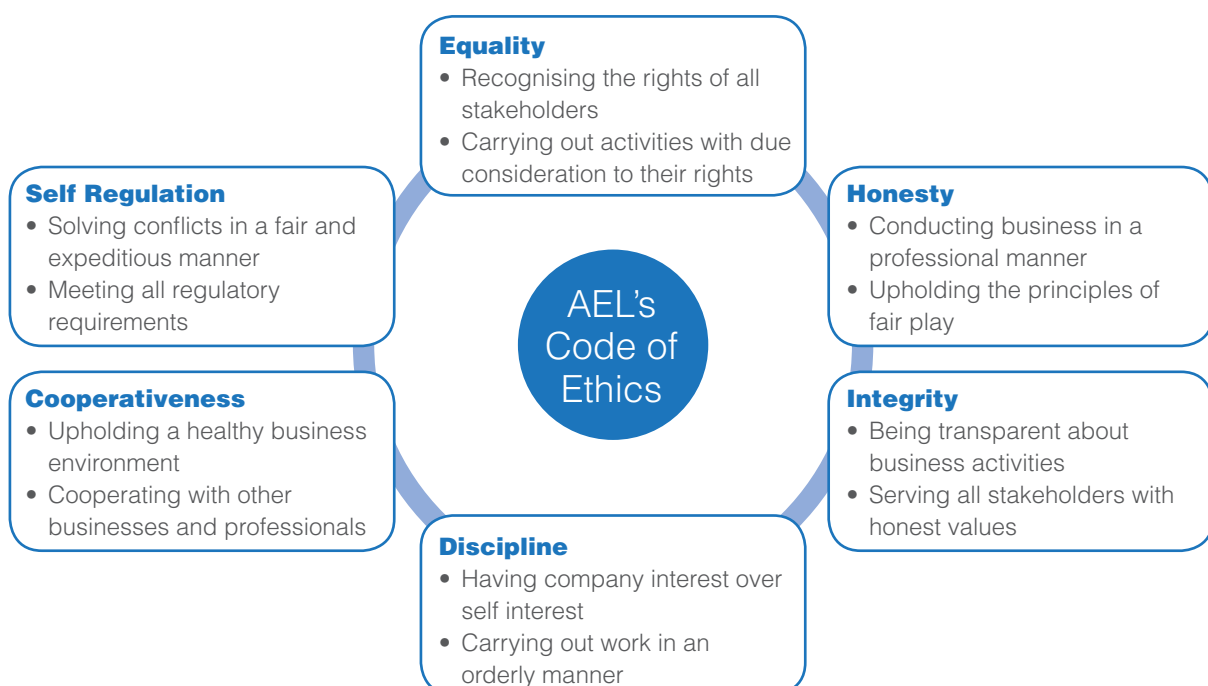 Equality
• Recognising the rights of all
stakeholders
• Carrying out activities with due
consideration to their rights
Self Regulation
• Solving conflicts in a fair and
expeditious manner
• Meeting all regulatory
requirements
Honesty
• Conducting business in a
professional manner
• Upholding the principles of
fair play
AEL's
Code of
Ethics
Cooperativeness
• Upholding a healthy business
environment
• Cooperating with other
businesses and professionals
Integrity
• Being transparent about
business activities
• Serving all stakeholders with
honest values
Discipline
• Having company interest over
self interest
• Carrying out work in an
orderly manner